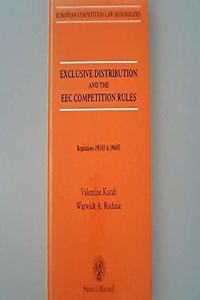 EUROPEAN COMPETITION LAW MONOGRAPHS
EXCLUSIVE DISTRIBUTION
AND THE
EEC COMPETITION RULES
Regulations 1983/83 & 1984/83
Valentine Korah
Warwick A. Rothnie
Sweet & Maxwell